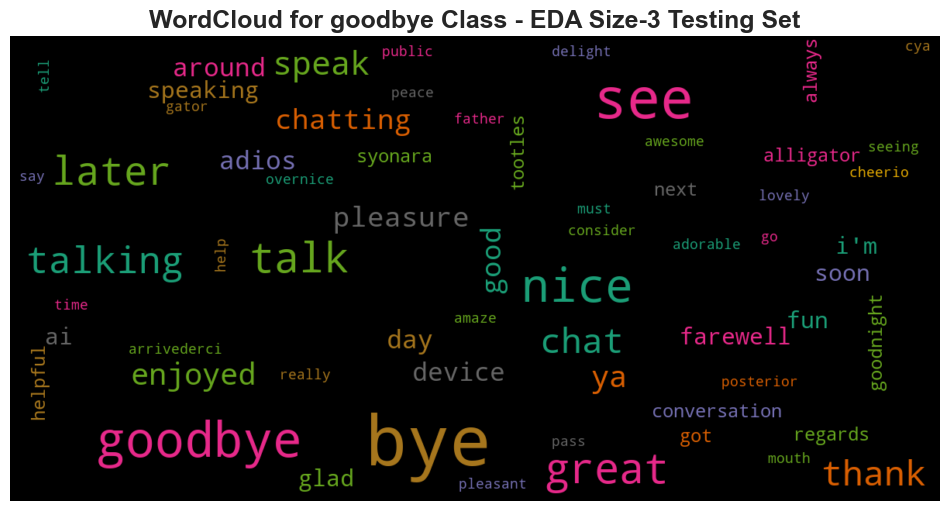 WordCloud for goodbye Class - EDA Size-3 Testing Set
public
delight
cya
tell
around
speak
always
speaking
peace
see
gator
chatting
father
tootles
awesome
seeing
say
later
adios
syonara
alligator
overnice
cheerio
next
lovely
pleasure
must
consider
good
adorable
go
i'm
talking
help
talk
nice
soon
time
amaze
fun
ai
day
chat
farewell
goodnight
arrivederci
helpful
enjoyed
really
device
ya
posterior
conversation
goodbye
bye
pass
got
regards
great
mouth
thank
glad
pleasant